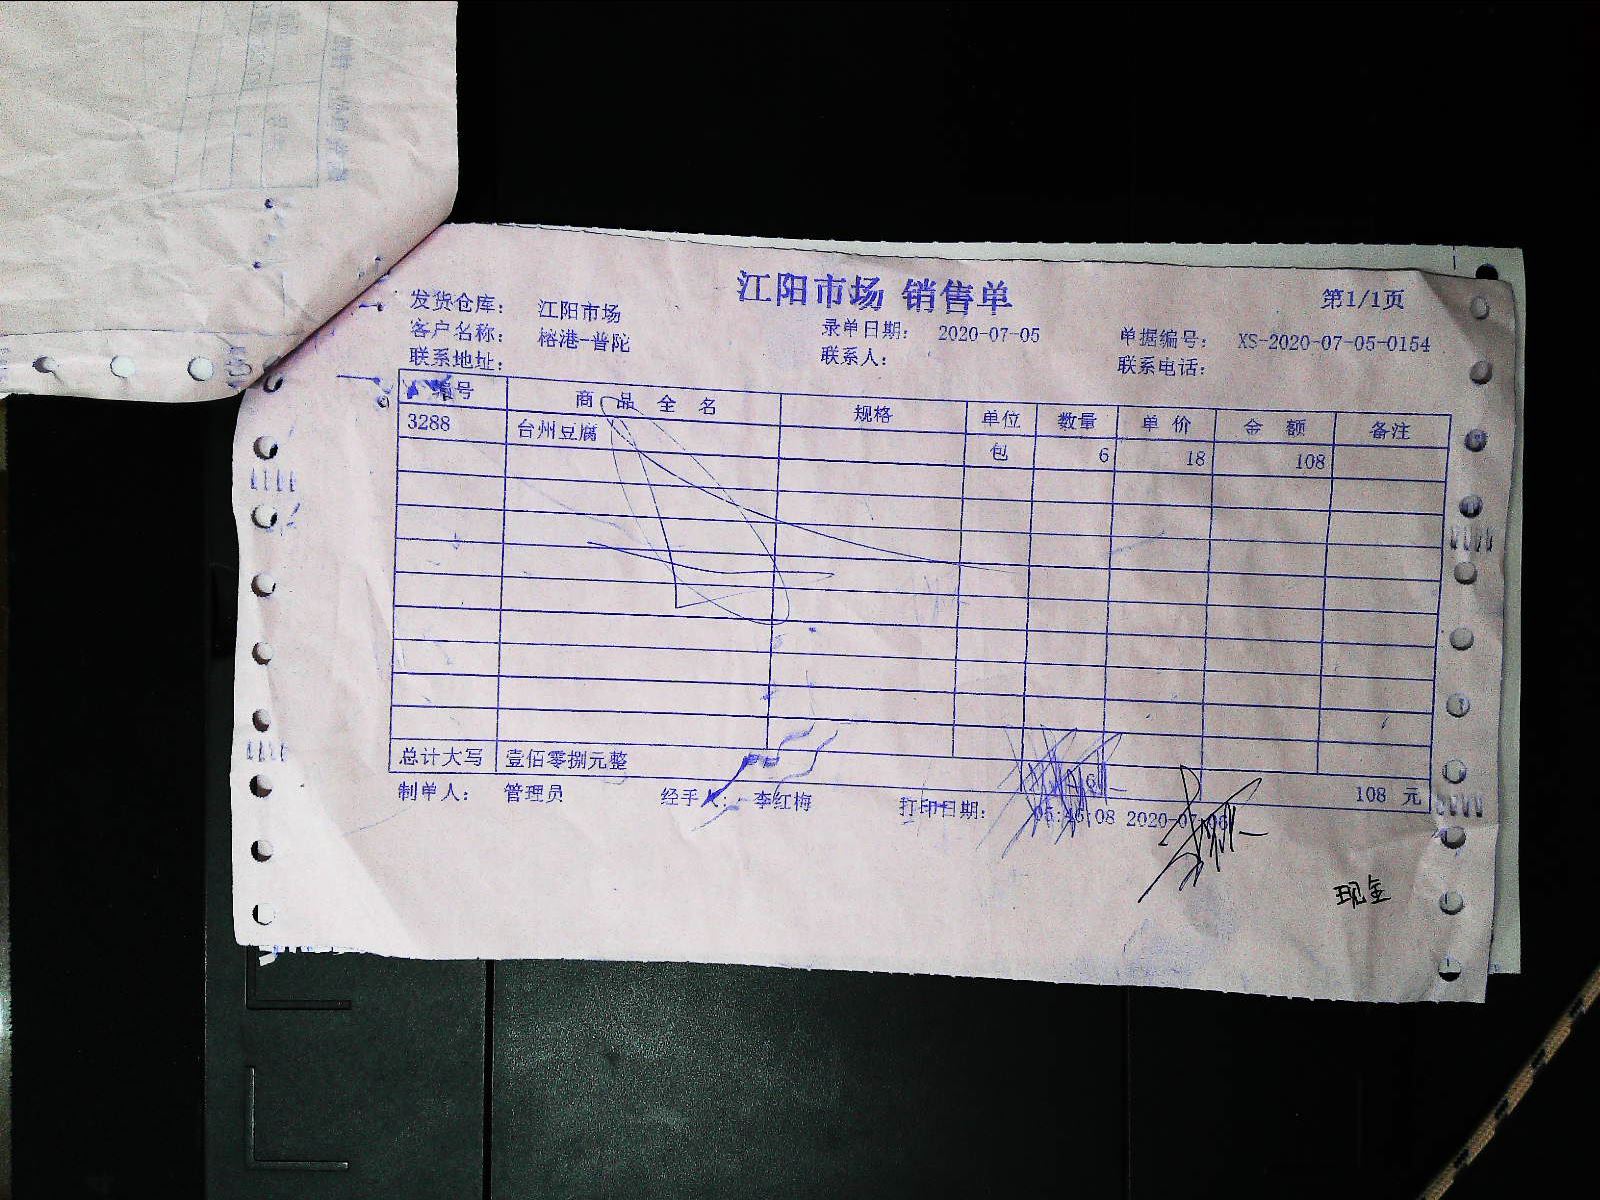 江阳市场 销售单
第1/1页
发货仓库： 江阳市场
客户名称： 榕港-普陀 录单日期： 2020-07-05 单据编号： XS-2020-07-05-0154
联系地址： 联系人： 联系电话：
编号 商 品 全 名 规格 单位 数量 单 价 金 额 备注
3288 台州豆腐 包 6 18 108
总计大写 壹佰零捌元整 6 108 元
制单人： 管理员 经手人： 李红梅 打印日期： :08 2020-07-06
现金